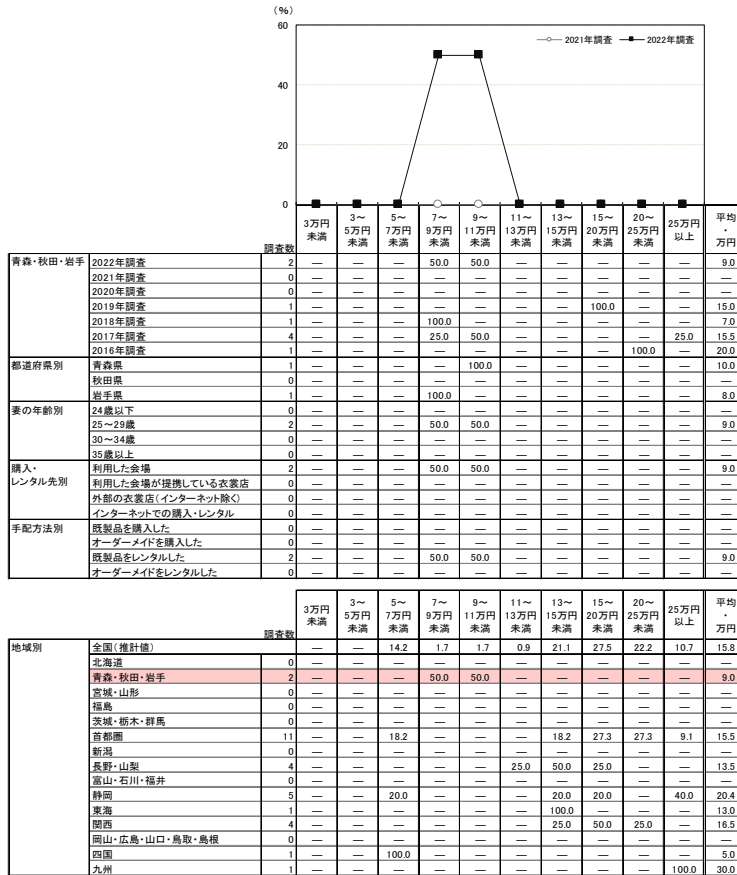 (%)
60
40
20
0
2021年調査 2022年調査
調査数 3万円未満 3～5万円未満 5～7万円未満 7～9万円未満 9～11万円未満 11～13万円未満 13～15万円未満 15～20万円未満 20～25万円未満 25万円以上 平均・万円
青森・秋田・岩手 2022年調査 2 — — — 50.0 50.0 — — — — — 9.0
2021年調査 0 — — — — — — — — — — —
2020年調査 0 — — — — — — — — — — —
2019年調査 1 — — — — — — — 100.0 — — 15.0
2018年調査 1 — — — 100.0 — — — — — — 7.0
2017年調査 4 — — — 25.0 50.0 — — — — 25.0 15.5
2016年調査 1 — — — — — — — — 100.0 — 20.0
都道府県別 青森県 1 — — — — 100.0 — — — — — 10.0
秋田県 0 — — — — — — — — — — —
岩手県 1 — — — 100.0 — — — — — — 8.0
妻の年齢別 24歳以下 0 — — — — — — — — — — —
25～29歳 2 — — — 50.0 50.0 — — — — — 9.0
30～34歳 0 — — — — — — — — — — —
35歳以上 0 — — — — — — — — — — —
購入・レンタル先別 利用した会場 2 — — — 50.0 50.0 — — — — — 9.0
利用した会場が提携している衣裳店 0 — — — — — — — — — — —
外部の衣裳店(インターネット除く) 0 — — — — — — — — — — —
インターネットでの購入・レンタル 0 — — — — — — — — — — —
手配方法別 既製品を購入した 0 — — — — — — — — — — —
オーダーメイドを購入した 0 — — — — — — — — — — —
既製品をレンタルした 2 — — — 50.0 50.0 — — — — — 9.0
オーダーメイドをレンタルした 0 — — — — — — — — — — —
調査数 3万円未満 3～5万円未満 5～7万円未満 7～9万円未満 9～11万円未満 11～13万円未満 13～15万円未満 15～20万円未満 20～25万円未満 25万円以上 平均・万円
地域別 全国(推計値) — — 14.2 1.7 1.7 0.9 21.1 27.5 22.2 10.7 15.8
北海道 0 — — — — — — — — — — —
青森・秋田・岩手 2 — — — 50.0 50.0 — — — — — 9.0
宮城・山形 0 — — — — — — — — — — —
福島 0 — — — — — — — — — — —
茨城・栃木・群馬 0 — — — — — — — — — — —
首都圏 11 — — 18.2 — — — 18.2 27.3 27.3 9.1 15.5
新潟 0 — — — — — — — — — — —
長野・山梨 4 — — — — — 25.0 50.0 25.0 — — 13.5
富山・石川・福井 0 — — — — — — — — — — —
静岡 5 — — 20.0 — — — 20.0 20.0 — 40.0 20.4
東海 1 — — — — — — 100.0 — — — 13.0
関西 4 — — — — — — 25.0 50.0 25.0 — 16.5
岡山・広島・山口・鳥取・島根 0 — — — — — — — — — — —
四国 1 — — 100.0 — — — — — — — 5.0
九州 1 — — — — — — — — — 100.0 30.0